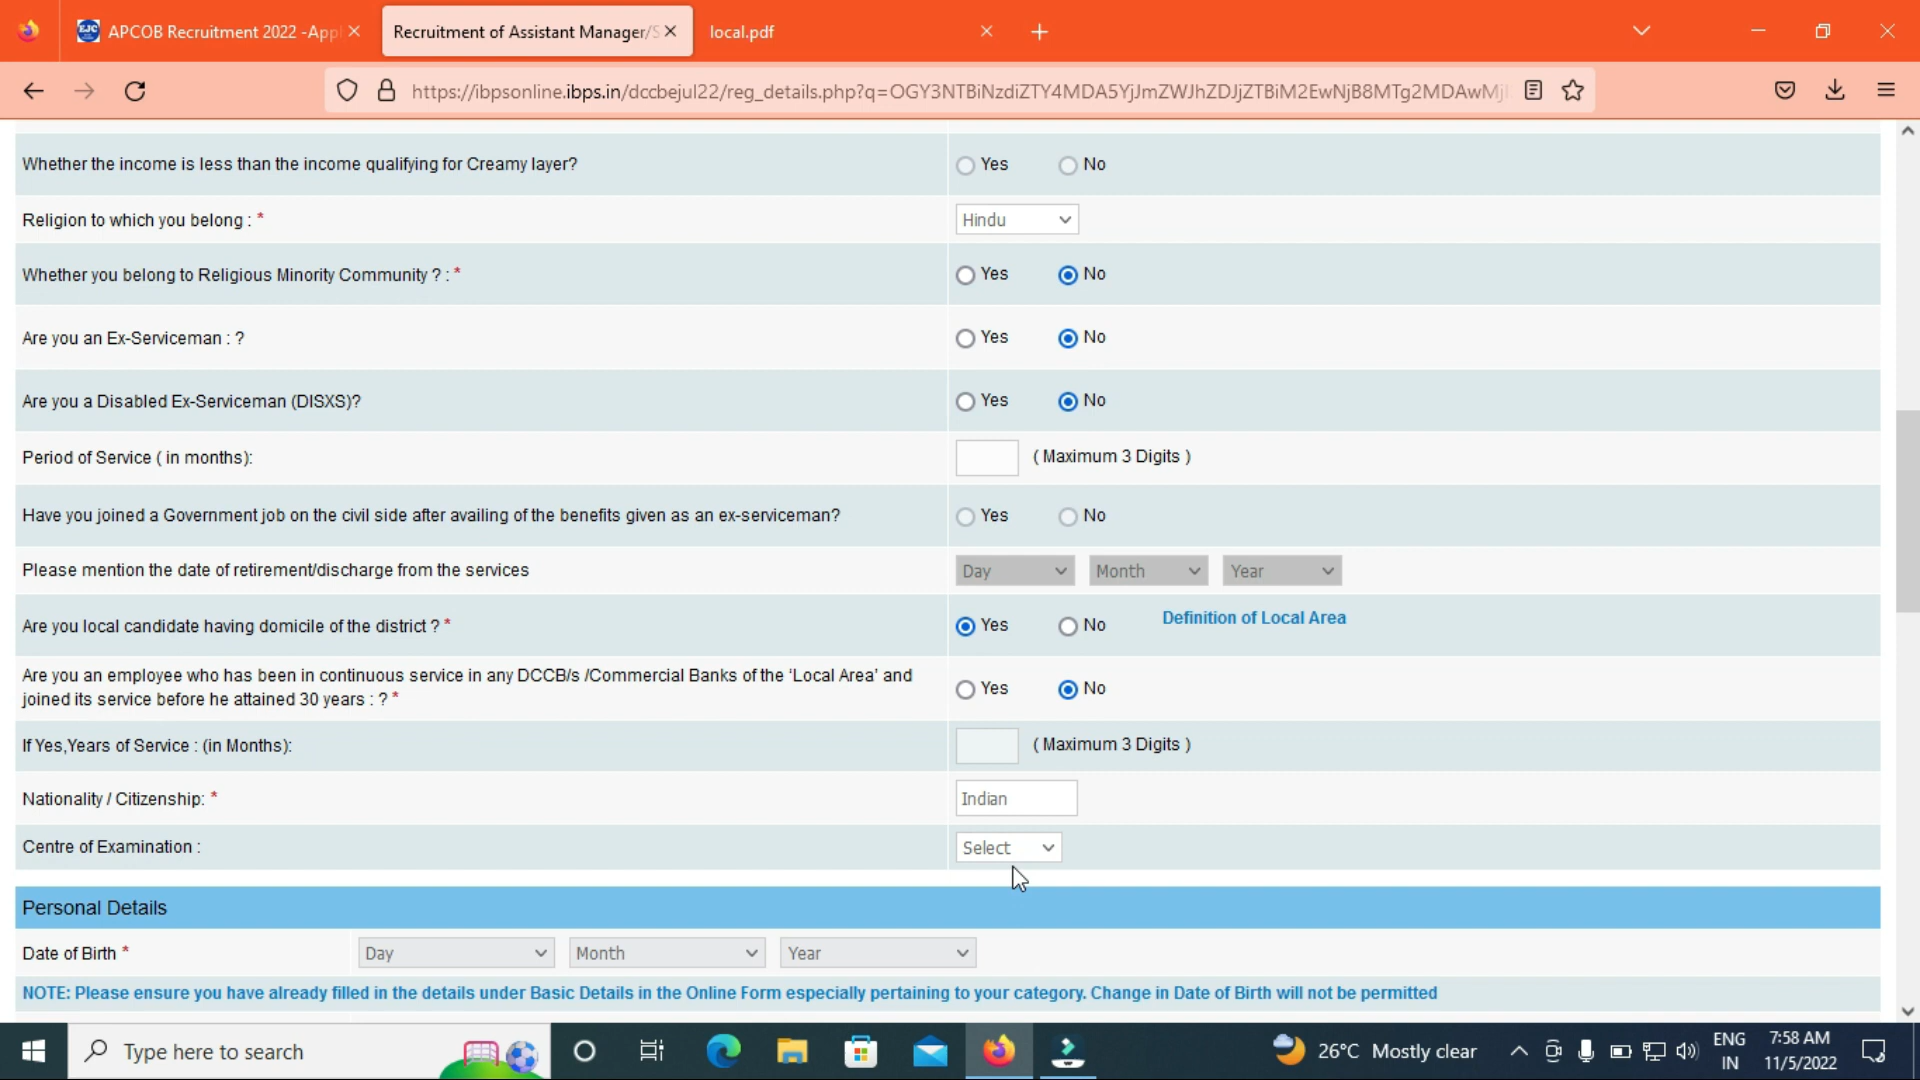 APCOB Recruitment 2022 -Appl
Recruitment of Assistant Manager/S
local.pdf
https://ibpsonline.ibps.in/dccbejul22/reg_details.php?q=
Whether the income is less than the income qualifying for Creamy layer?
Yes No
Religion to which you belong : *
Hindu
Whether you belong to Religious Minority Community ? : *
Yes No
Are you an Ex-Serviceman : ?
Yes No
Are you a Disabled Ex-Serviceman (DISXS)?
Yes No
Period of Service ( in months):
( Maximum 3 Digits )
Have you joined a Government job on the civil side after availing of the benefits given as an ex-serviceman?
Yes No
Please mention the date of retirement/discharge from the services
Day Month Year
Are you local candidate having domicile of the district ? *
Yes No Definition of Local Area
Are you an employee who has been in continuous service in any DCCB/s /Commercial Banks of the ‘Local Area’ and
joined its service before he attained 30 years : ? *
Yes No
If Yes,Years of Service : (in Months):
( Maximum 3 Digits )
Nationality / Citizenship: *
Indian
Centre of Examination :
Select
Personal Details
Date of Birth *
Day Month Year
NOTE: Please ensure you have already filled in the details under Basic Details in the Online Form especially pertaining to your category. Change in Date of Birth will not be permitted
Type here to search
26°C Mostly clear
ENG
IN
7:58 AM
11/5/2022